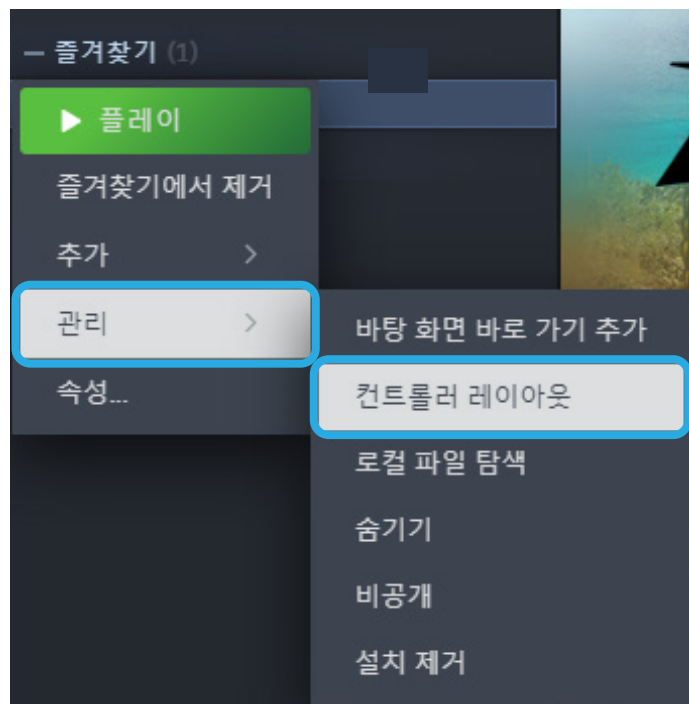 즐겨찾기 (1)
플레이
즐겨찾기에서 제거
추가
관리
속성...
바탕 화면 바로 가기 추가
컨트롤러 레이아웃
로컬 파일 탐색
숨기기
비공개
설치 제거